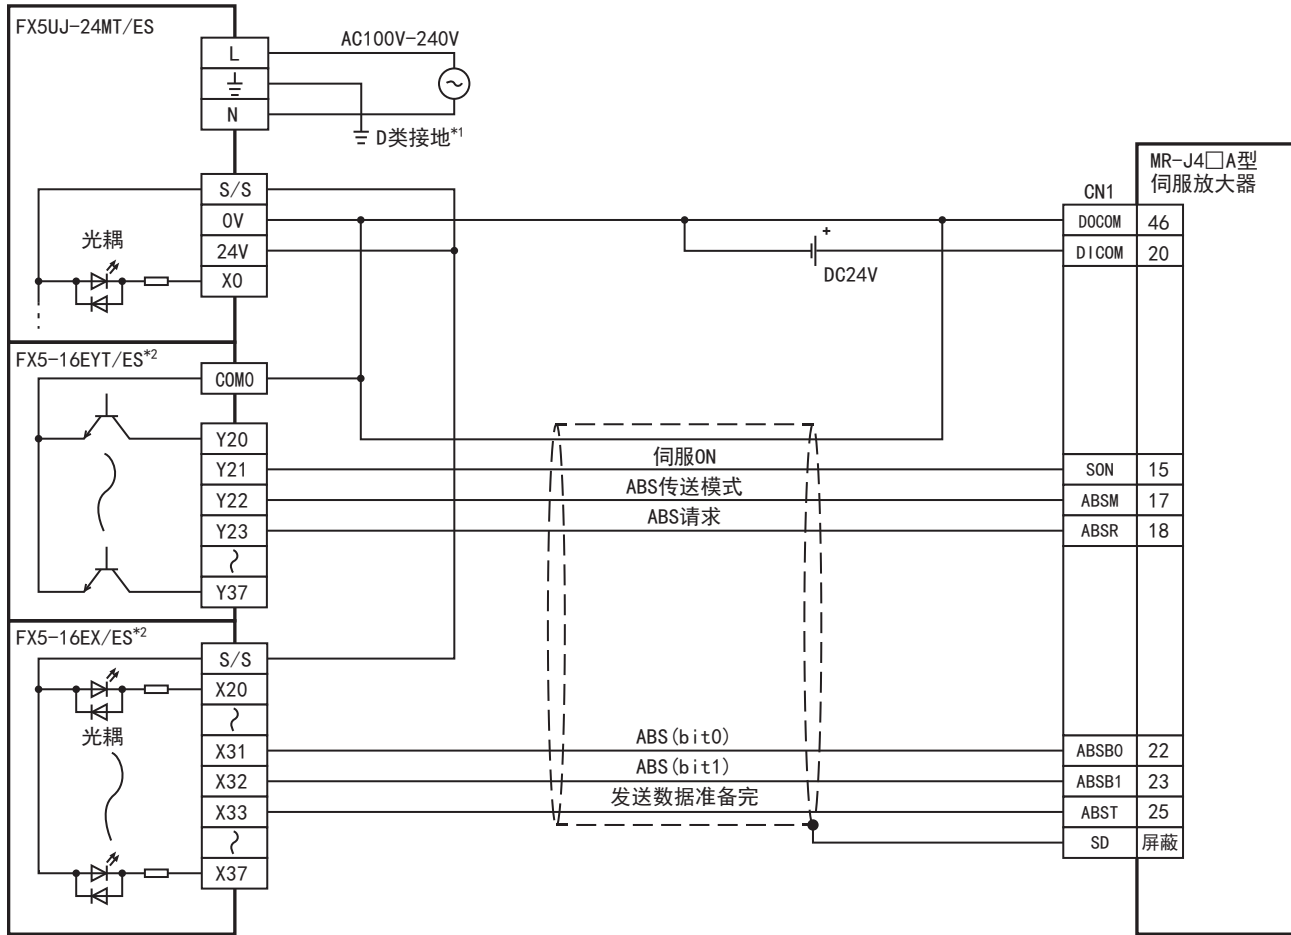 FX5UJ-24MT/ES
L
AC100V-240V
N
D类接地*1
S/S
0V
24V
X0
光耦
+
DC24V
MR-J4□A型
伺服放大器
CN1
DOCOM 46
DICOM 20
FX5-16EYT/ES*2
COM0
Y20
Y21 伺服ON SON 15
Y22 ABS传送模式 ABSM 17
Y23 ABS请求 ABSR 18
Y37
FX5-16EX/ES*2
S/S
X20
光耦
X31 ABS(bit0) ABSB0 22
X32 ABS(bit1) ABSB1 23
X33 发送数据准备完 ABST 25
SD 屏蔽
X37